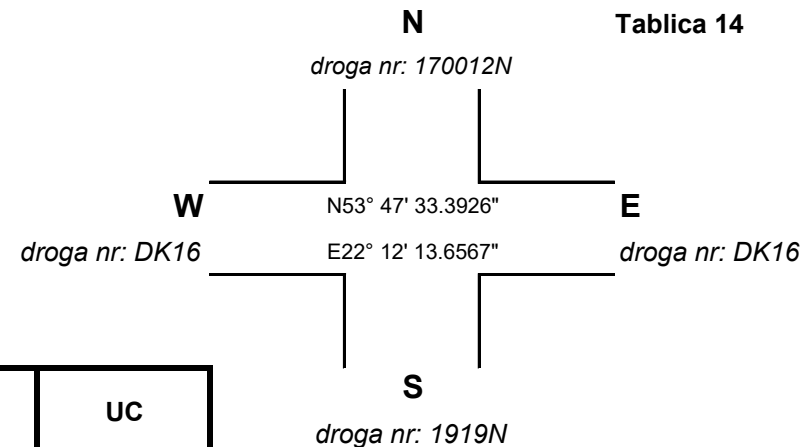 N
Tablica 14
droga nr: 170012N
W
N53° 47' 33.3926"
E
droga nr: DK16
E22° 12' 13.6567"
droga nr: DK16
S
UC
droga nr: 1919N